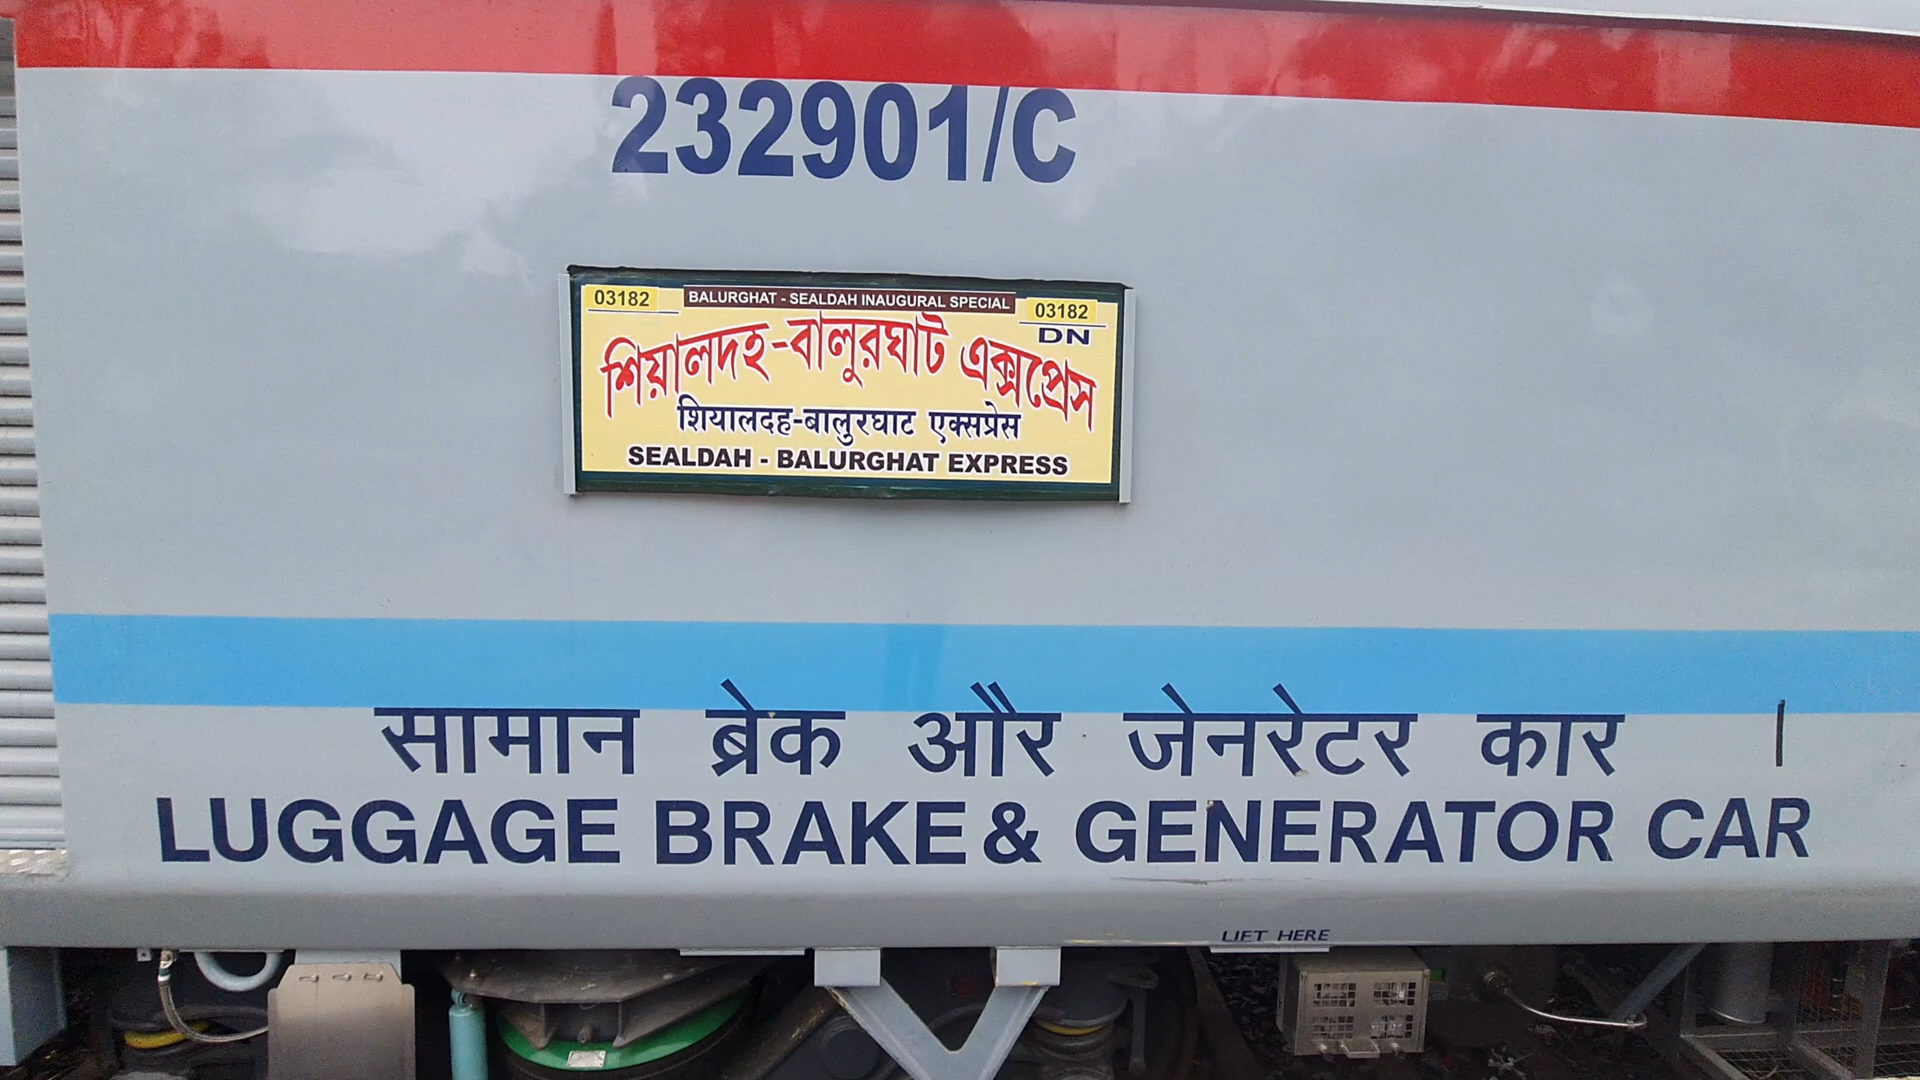 232901/C
03182 BALURGHAT - SEALDAH INAUGURAL SPECIAL 03182
DN
শিয়ালদহ-বালুরঘাট এক্সপ্রেস
शियालदह-बालुरघाट एक्सप्रेस
SEALDAH - BALURGHAT EXPRESS
सामान ब्रेक और जेनरेटर कार
LUGGAGE BRAKE & GENERATOR CAR
LIFT HERE